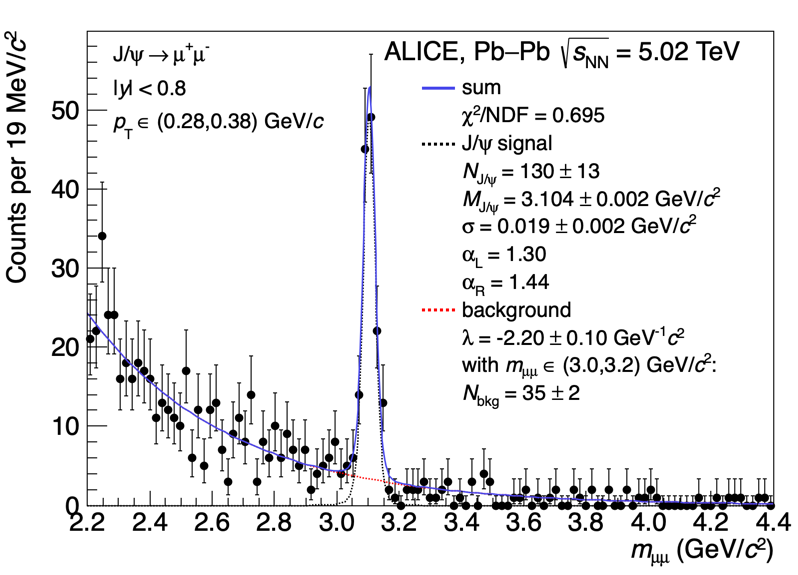 J/ψ → μ⁺μ⁻
|y| < 0.8
p_T ∈ (0.28,0.38) GeV/c
ALICE, Pb–Pb √s_NN = 5.02 TeV
sum
χ²/NDF = 0.695
J/ψ signal
N_J/ψ = 130 ± 13
M_J/ψ = 3.104 ± 0.002 GeV/c²
σ = 0.019 ± 0.002 GeV/c²
α_L = 1.30
α_R = 1.44
background
λ = -2.20 ± 0.10 GeV⁻¹c²
with m_μμ ∈ (3.0,3.2) GeV/c²:
N_bkg = 35 ± 2
Counts per 19 MeV/c²
50
40
30
20
10
0
2.2 2.4 2.6 2.8 3.0 3.2 3.4 3.6 3.8 4.0 4.2 4.4
m_μμ (GeV/c²)